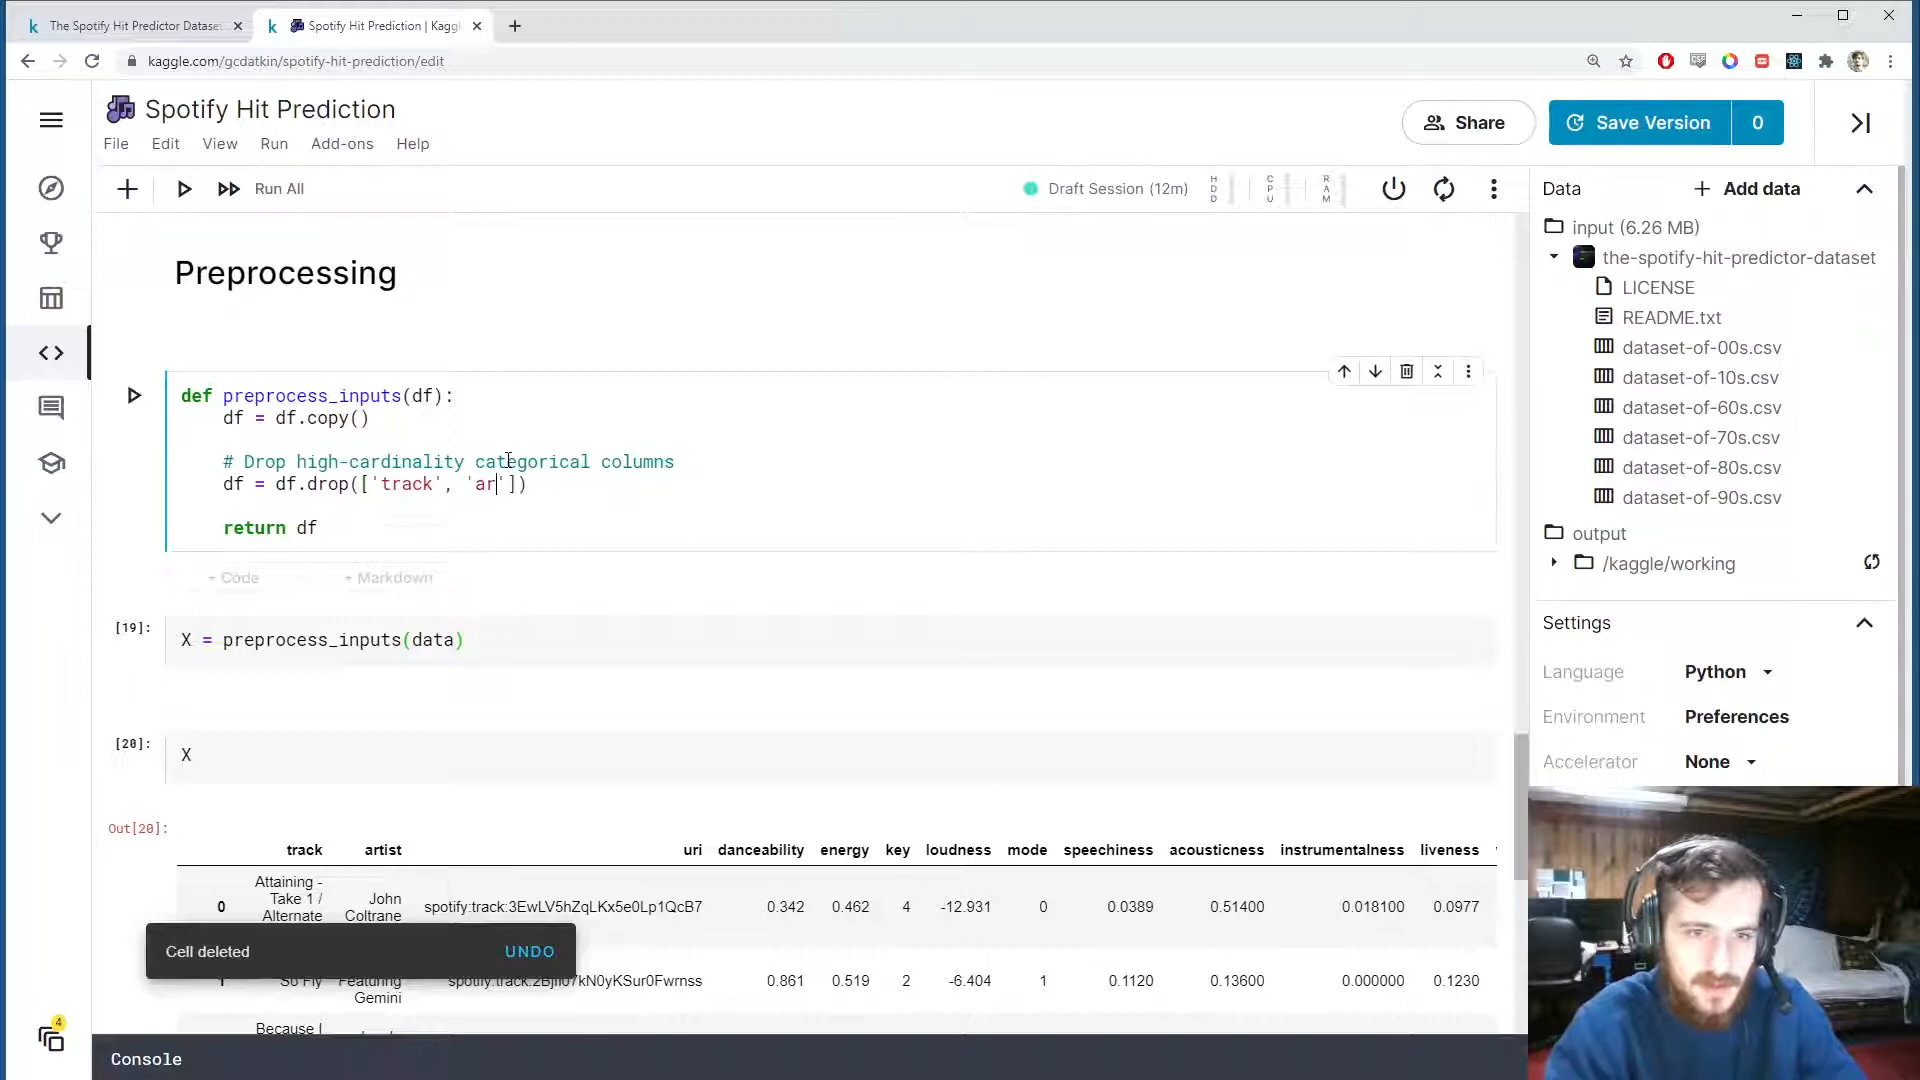 The Spotify Hit Predictor Datase
Spotify Hit Prediction | Kaggl
kaggle.com/gcdatkin/spotify-hit-prediction/edit
Spotify Hit Prediction
Share
Save Version
0
File Edit View Run Add-ons Help
Run All
Draft Session (12m)
HDD
CPU
RAM
Data
Add data
input (6.26 MB)
the-spotify-hit-predictor-dataset
LICENSE
README.txt
dataset-of-00s.csv
dataset-of-10s.csv
dataset-of-60s.csv
dataset-of-70s.csv
dataset-of-80s.csv
dataset-of-90s.csv
output
/kaggle/working
Settings
Language Python
Environment Preferences
Accelerator None
Preprocessing
def preprocess_inputs(df):
df = df.copy()
# Drop high-cardinality categorical columns
df = df.drop(['track', 'ar'])
return df
+ Code + Markdown
[19]:
X = preprocess_inputs(data)
[20]:
X
Out[20]:
track artist uri danceability energy key loudness mode speechiness acousticness instrumentalness liveness
Attaining -
Take 1 /
Alternate
John
Coltrane
0 spotify:track:3EwLV5hZqLKx5e0Lp1QcB7 0.342 0.462 4 -12.931 0 0.0389 0.51400 0.018100 0.0977
Cell deleted UNDO
1 So Fly Featuring
Gemini
0.861 0.519 2 -6.404 1 0.1120 0.13600 0.000000 0.1230
Because I
4
Console